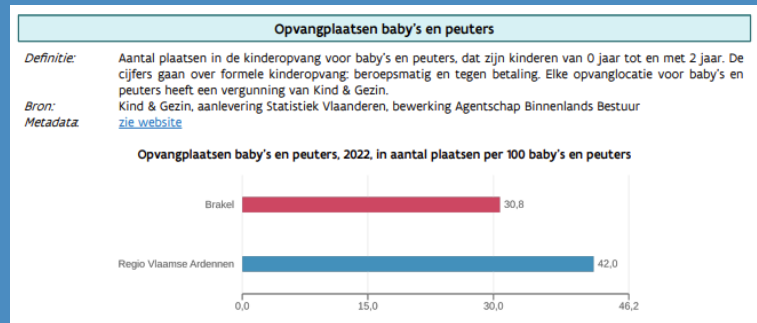 Opvangplaatsen baby's en peuters
Definitie: Aantal plaatsen in de kinderopvang voor baby's en peuters, dat zijn kinderen van 0 jaar tot en met 2 jaar. De
cijfers gaan over formele kinderopvang: beroepsmatig en tegen betaling. Elke opvanglocatie voor baby's en
peuters heeft een vergunning van Kind & Gezin.
Bron: Kind & Gezin, aanlevering Statistiek Vlaanderen, bewerking Agentschap Binnenlands Bestuur
Metadata: zie website
Opvangplaatsen baby's en peuters, 2022, in aantal plaatsen per 100 baby's en peuters
Brakel 30,8
Regio Vlaamse Ardennen 42,0
0,0 15,0 30,0 46,2